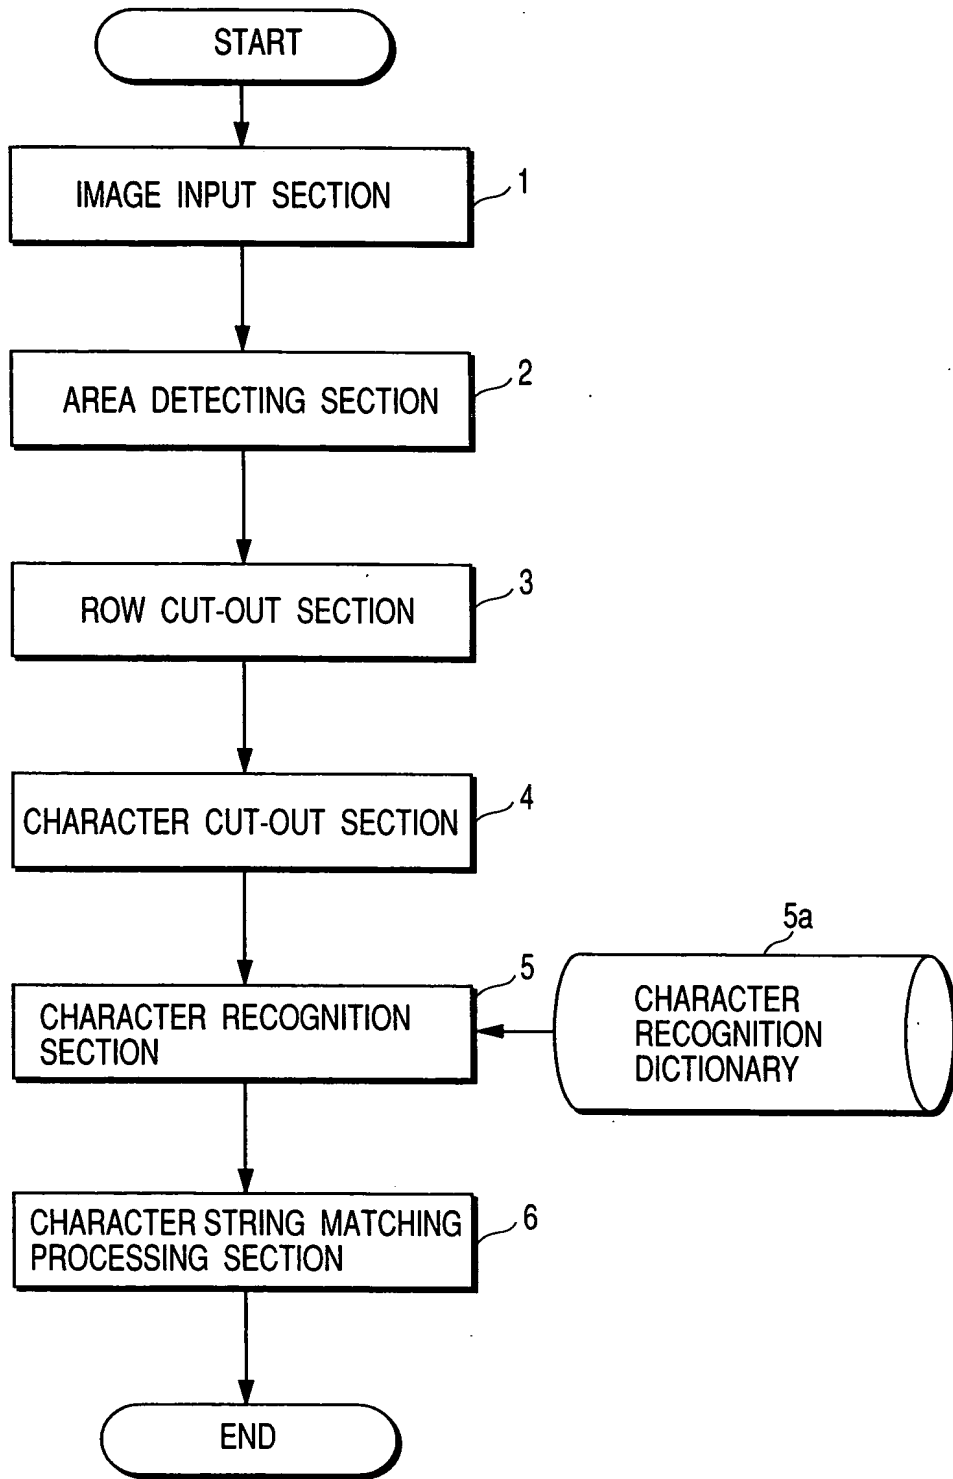 START
IMAGE INPUT SECTION
1
AREA DETECTING SECTION
2
ROW CUT-OUT SECTION
3
CHARACTER CUT-OUT SECTION
4
5a
5
CHARACTER RECOGNITION
SECTION
CHARACTER
RECOGNITION
DICTIONARY
CHARACTER STRING MATCHING
PROCESSING SECTION
6
END